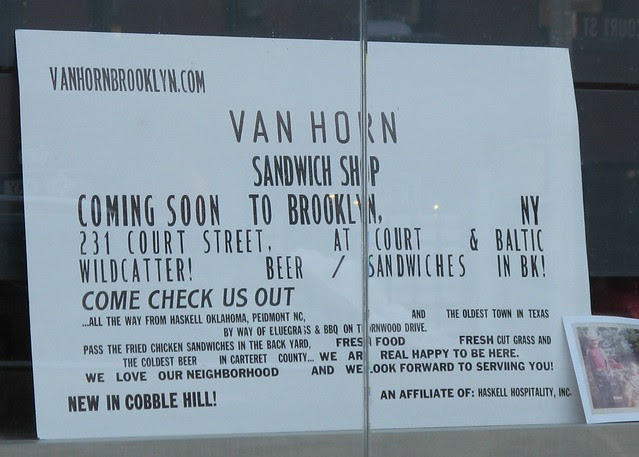 COURT ST
VANHORNBROOKLYN.COM
VAN HORN
SANDWICH SHOP
COMING SOON TO BROOKLYN, NY
231 COURT STREET, AT COURT & BALTIC
WILDCATTER! BEER / SANDWICHES IN BK!
COME CHECK US OUT
...ALL THE WAY FROM HASKELL OKLAHOMA, PEIDMONT NC, AND THE OLDEST TOWN IN TEXAS
BY WAY OF ELUEGRASS & BBQ ON THORNWOOD DRIVE.
PASS THE FRIED CHICKEN SANDWICHES IN THE BACK YARD, FRESH FOOD FRESH CUT GRASS AND
THE COLDEST BEER IN CARTERET COUNTY... WE ARE REAL HAPPY TO BE HERE.
WE LOVE OUR NEIGHBORHOOD AND WE LOOK FORWARD TO SERVIING YOU!
NEW IN COBBLE HILL!
AN AFFILIATE OF: HASKELL HOSPITALITY, INC.